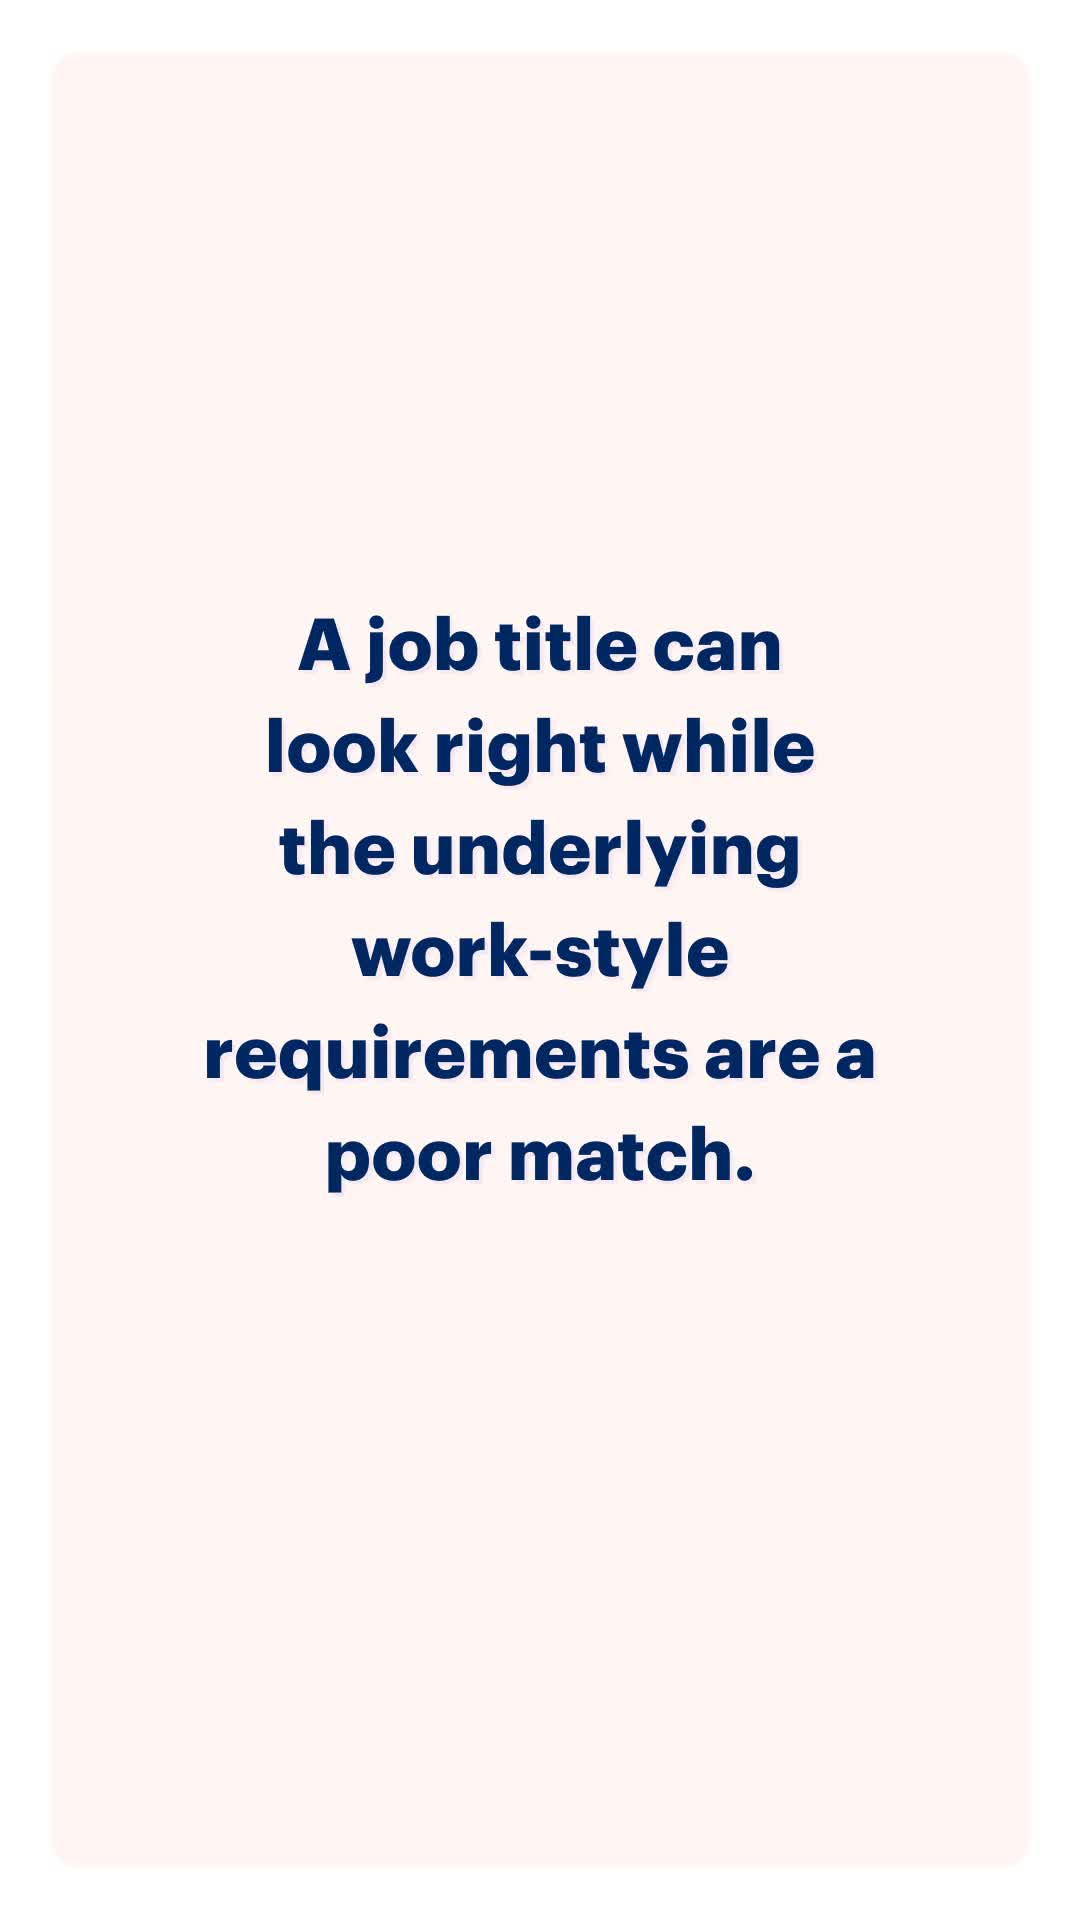 A job title can
look right while
the underlying
work-style
requirements are a
poor match.